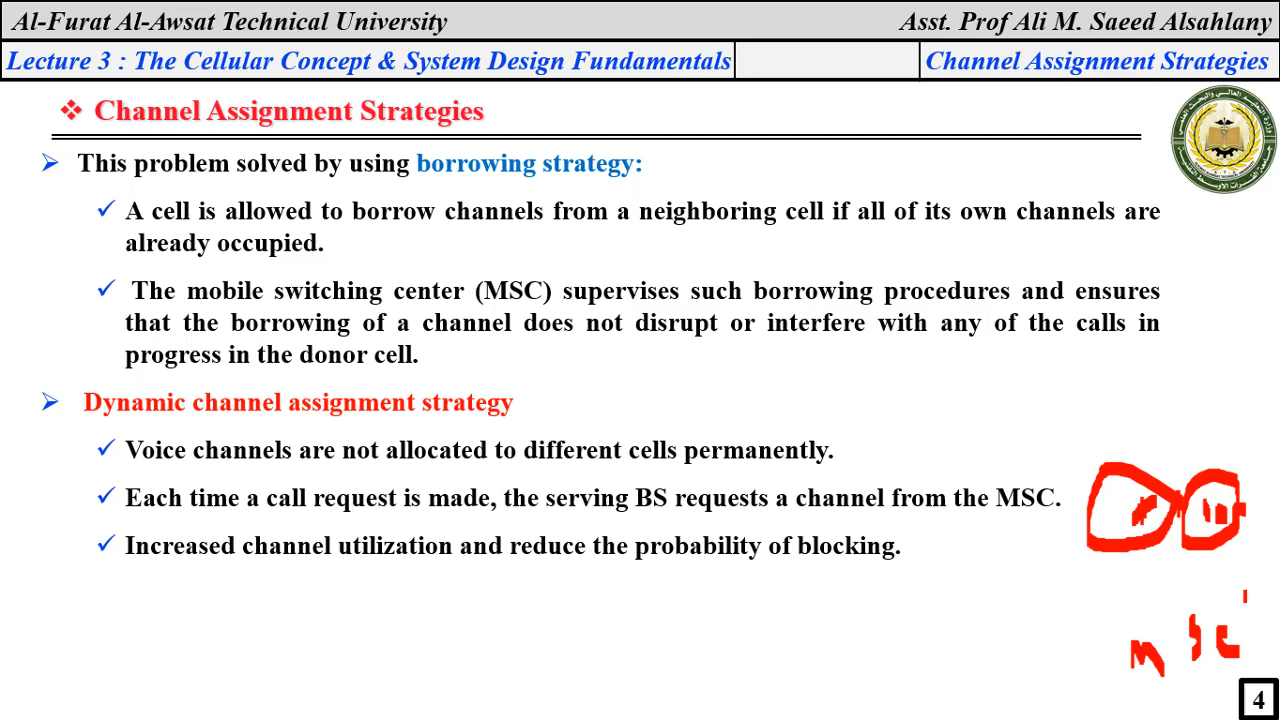 Al-Furat Al-Awsat Technical University
Asst. Prof Ali M. Saeed Alsahlany
Lecture 3 : The Cellular Concept & System Design Fundamentals
Channel Assignment Strategies
Channel Assignment Strategies
This problem solved by using borrowing strategy:
A cell is allowed to borrow channels from a neighboring cell if all of its own channels are
already occupied.
The mobile switching center (MSC) supervises such borrowing procedures and ensures
that the borrowing of a channel does not disrupt or interfere with any of the calls in
progress in the donor cell.
Dynamic channel assignment strategy
Voice channels are not allocated to different cells permanently.
Each time a call request is made, the serving BS requests a channel from the MSC.
Increased channel utilization and reduce the probability of blocking.
M S C
4